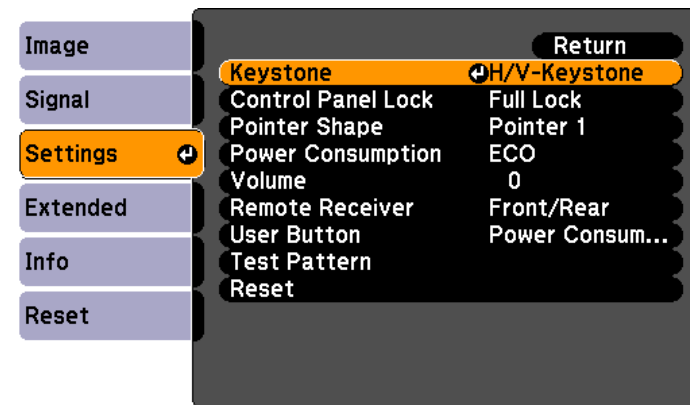 Image
Signal
Settings
Extended
Info
Reset
Return
Keystone H/V-Keystone
Control Panel Lock Full Lock
Pointer Shape Pointer 1
Power Consumption ECO
Volume 0
Remote Receiver Front/Rear
User Button Power Consum...
Test Pattern
Reset